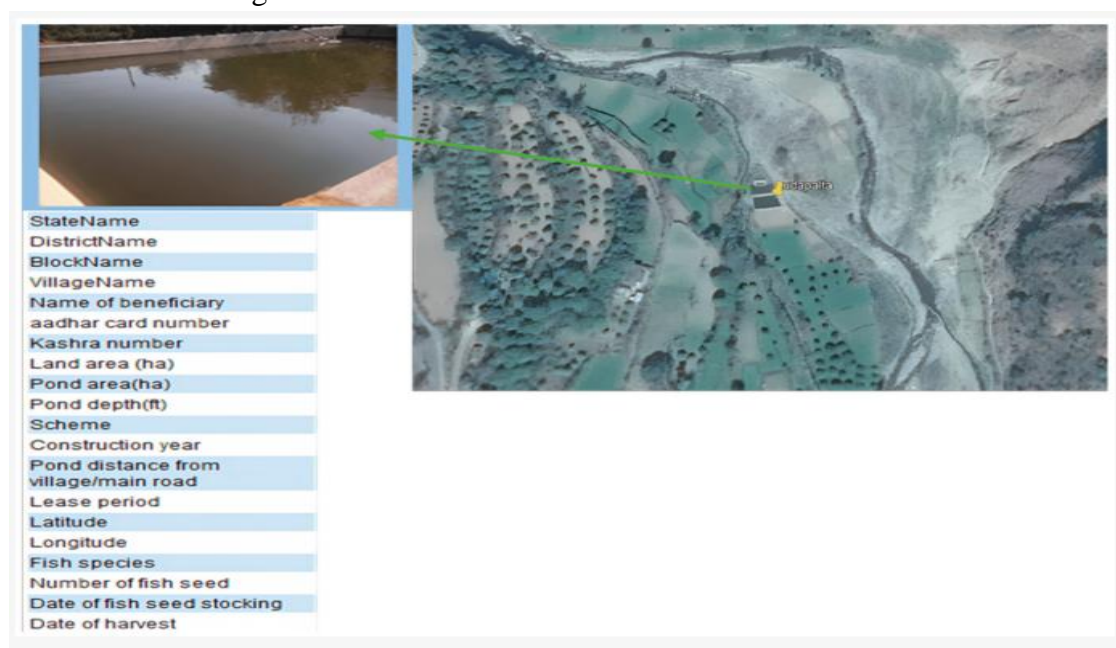 StateName
DistrictName
BlockName
VillageName
Name of beneficiary
aadhar card number
Kashra number
Land area (ha)
Pond area(ha)
Pond depth(ft)
Scheme
Construction year
Pond distance from
village/main road
Lease period
Latitude
Longitude
Fish species
Number of fish seed
Date of fish seed stocking
Date of harvest